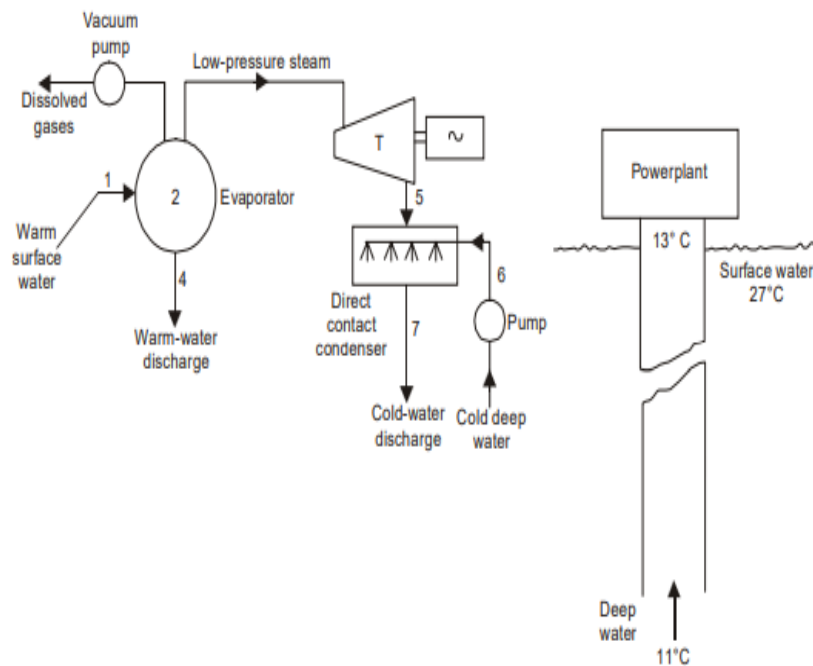 Vacuum
pump
Dissolved
gases
Low-pressure steam
1
2
Evaporator
Warm
surface
water
4
Warm-water
discharge
T
~
5
6
Direct
contact
condenser
7
Pump
Cold-water
discharge
Cold deep
water
Powerplant
13° C
Surface water
27°C
Deep
water
11°C